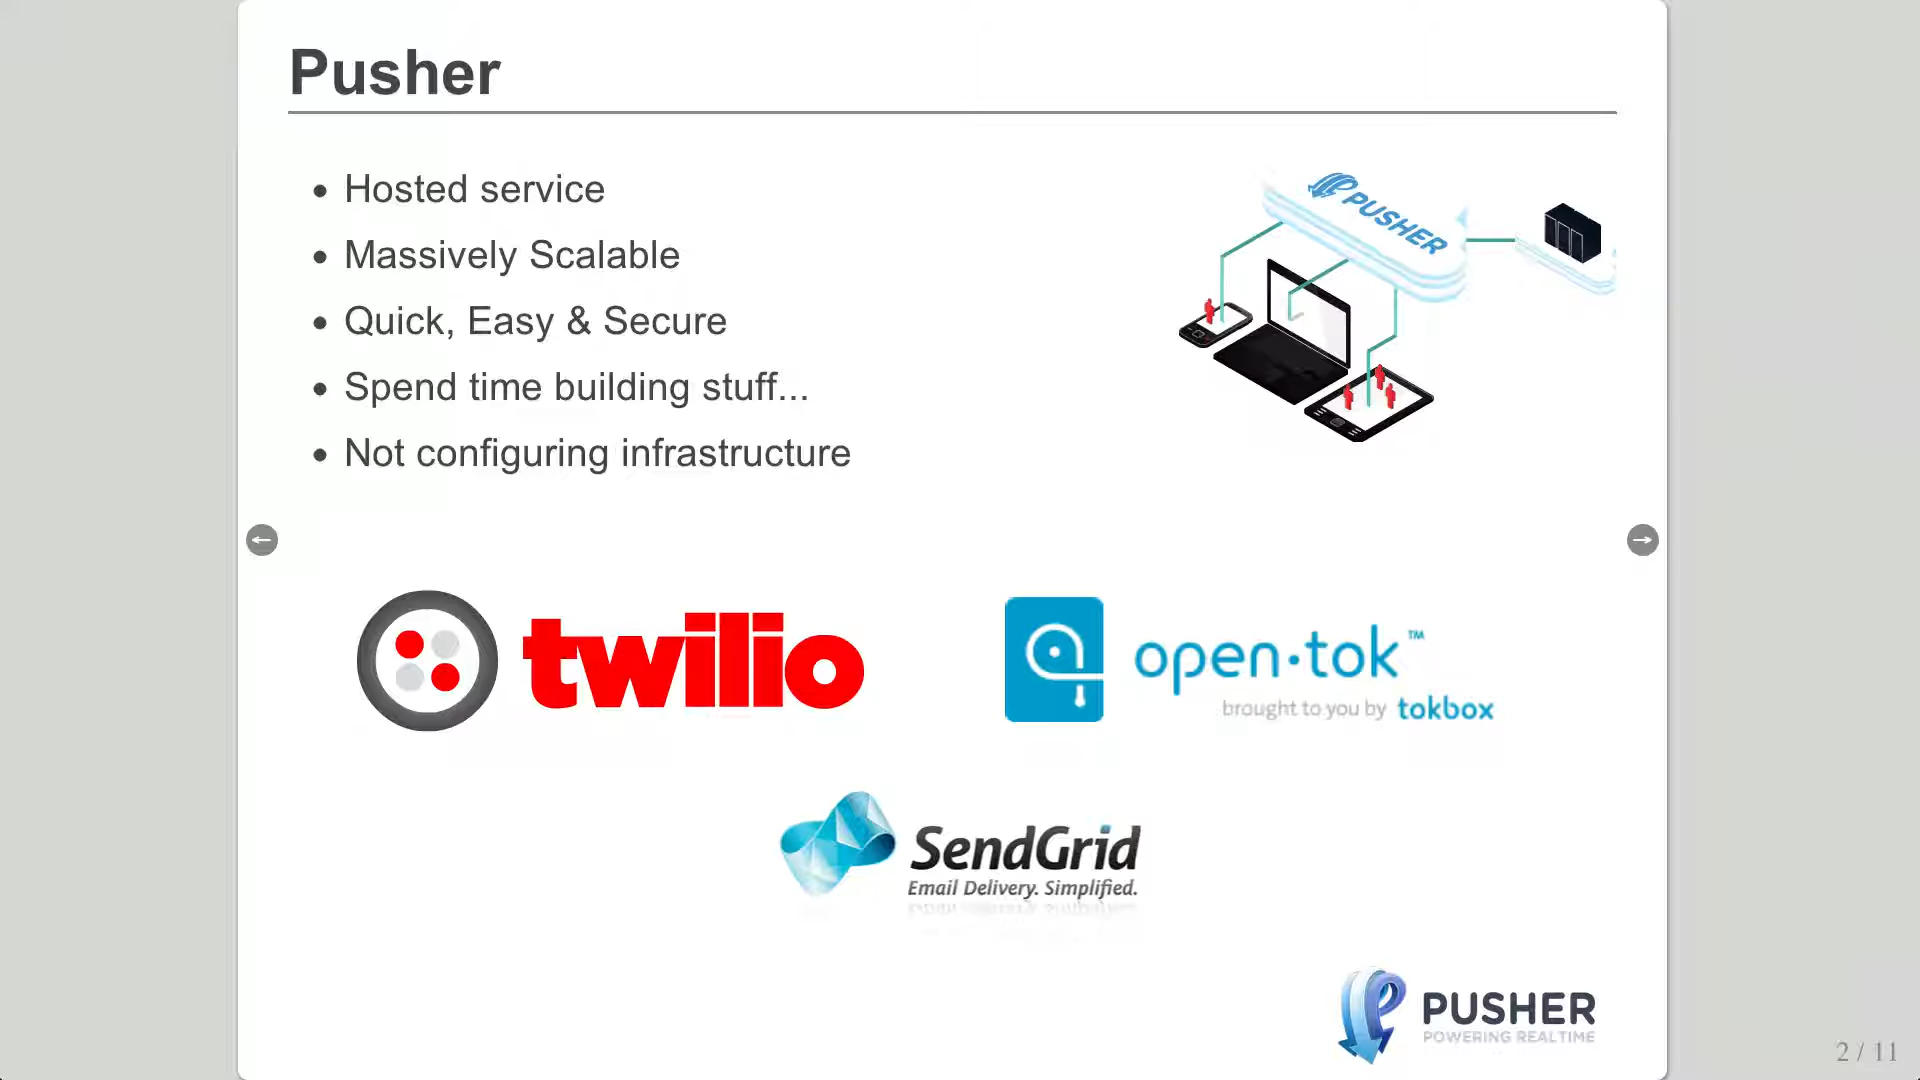 Pusher
Hosted service
Massively Scalable
Quick, Easy & Secure
Spend time building stuff...
Not configuring infrastructure
PUSHER
twilio
open·tok™
brought to you by tokbox
SendGrid
Email Delivery. Simplified.
PUSHER
POWERING REALTIME
2 / 11